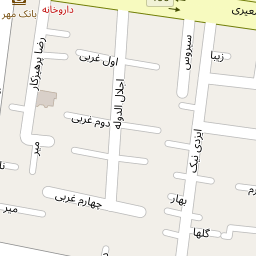 بانک مهر
داروخانه
رضا پرهیزکار
اول غربی
سیروس
زیبا
اجلال الدوله
دوم غربی
ایزدی نیک
میر
چهارم غربی
میر
بهار
گلها